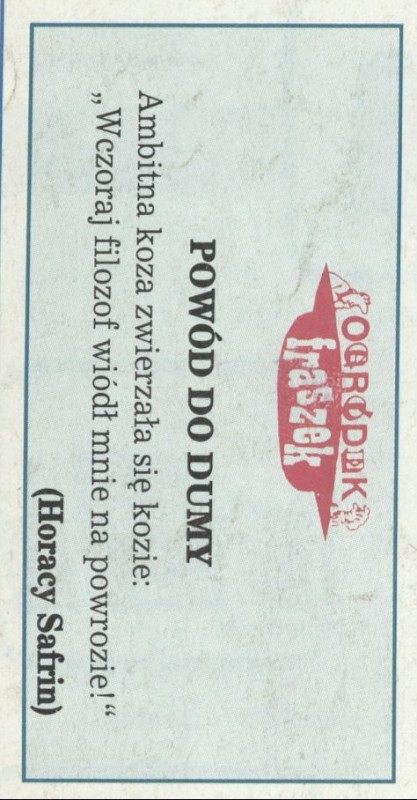 OGRÓDEK
fraszek
POWÓD DO DUMY
Ambitna koza zwierzała się kozie:
„Wczoraj filozof wiódł mnie na powrozie!“
(Horacy Safrin)